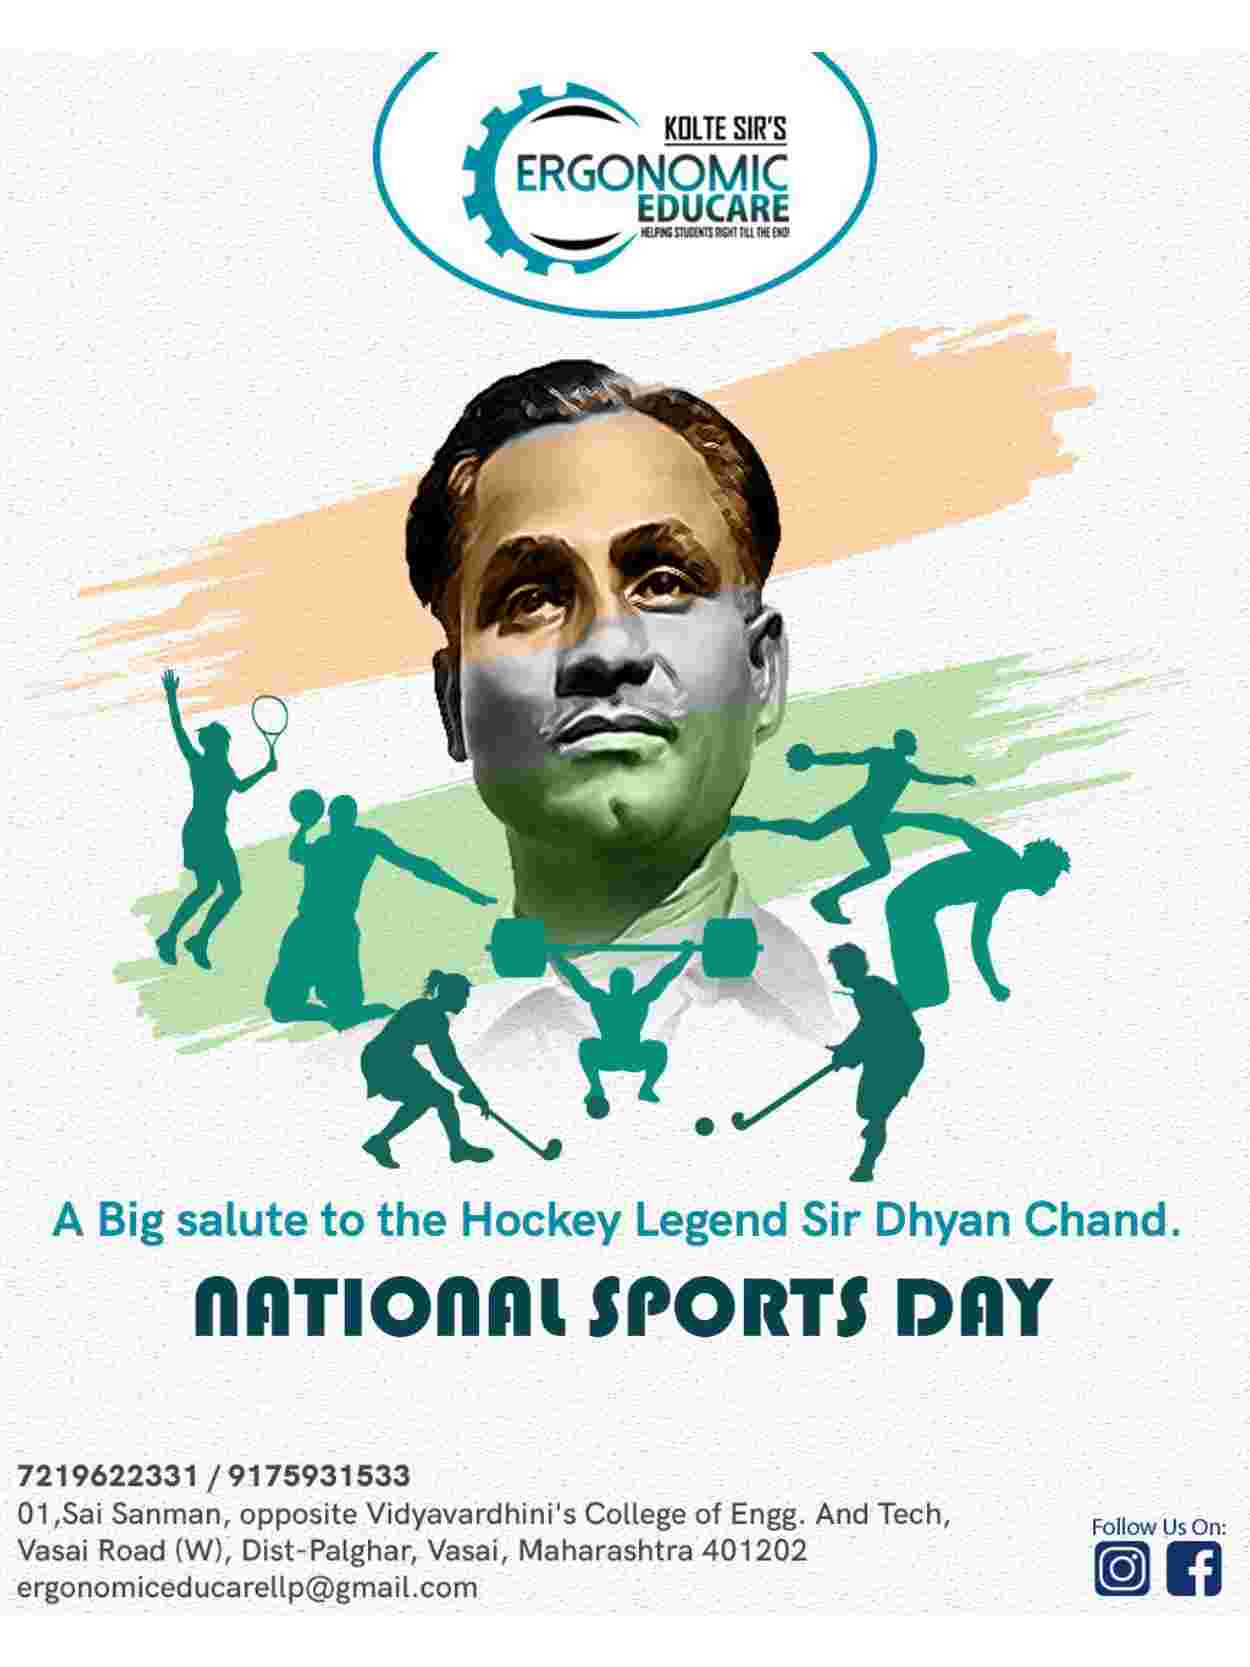 KOLTE SIR'S
ERGONOMIC
EDUCARE
HELPING STUDENTS RIGHT TILL THE END!
A Big salute to the Hockey Legend Sir Dhyan Chand.
NATIONAL SPORTS DAY
7219622331 / 9175931533
01,Sai Sanman, opposite Vidyavardhini's College of Engg. And Tech,
Vasai Road (W), Dist-Palghar, Vasai, Maharashtra 401202
ergonomiceducarellp@gmail.com
Follow Us On: